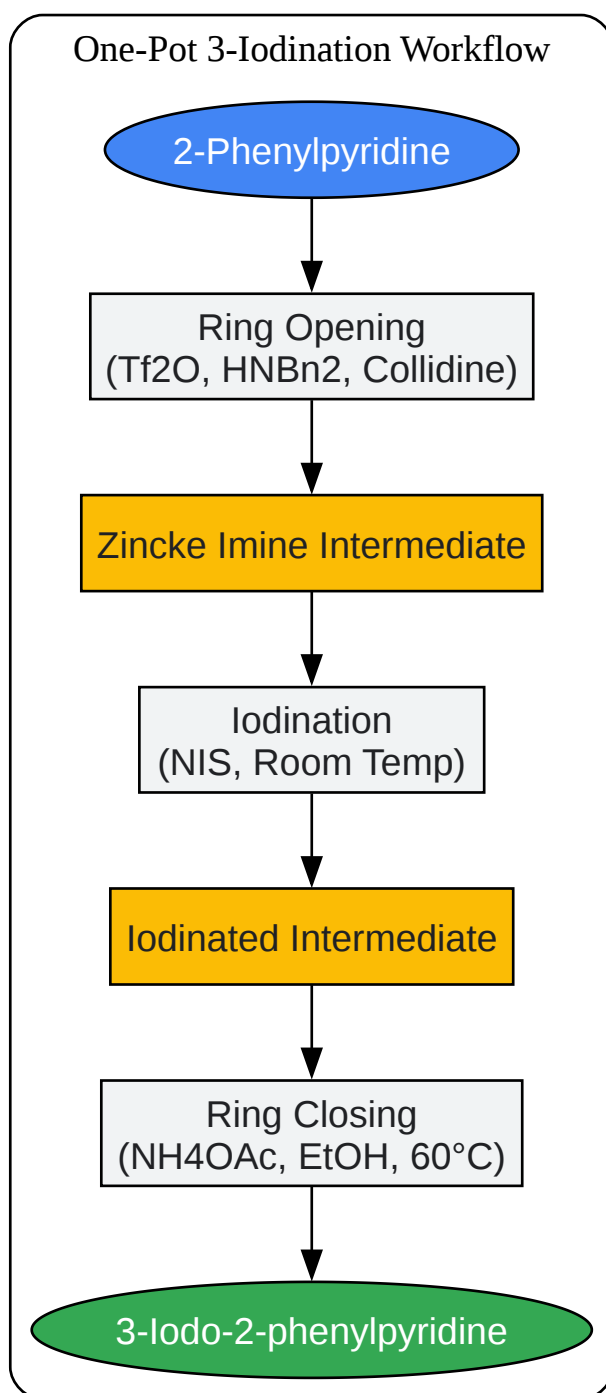 One-Pot 3-Iodination Workflow
2-Phenylpyridine
Ring Opening
(Tf2O, HNBn2, Collidine)
Zincke Imine Intermediate
Iodination
(NIS, Room Temp)
Iodinated Intermediate
Ring Closing
(NH4OAc, EtOH, 60°C)
3-Iodo-2-phenylpyridine